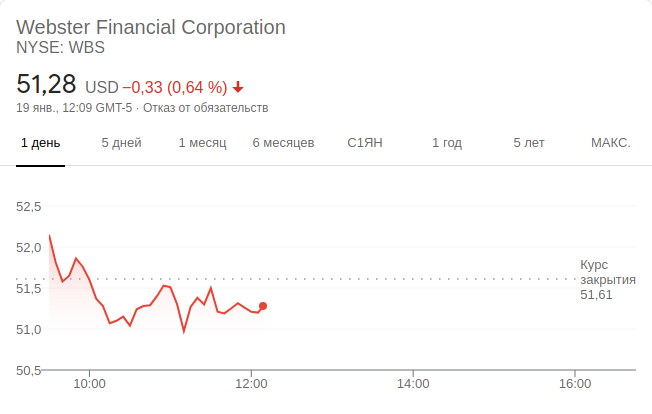 Webster Financial Corporation
NYSE: WBS
51,28 USD −0,33 (0,64 %)
19 янв., 12:09 GMT-5 · Отказ от обязательств
1 день 5 дней 1 месяц 6 месяцев С1ЯН 1 год 5 лет МАКС.
52,5
52,0
Курс
закрытия
51,61
51,5
51,0
50,5
10:00 12:00 14:00 16:00